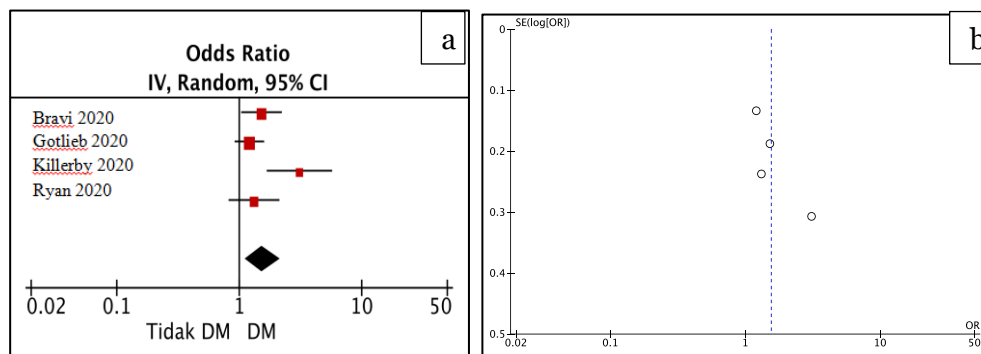 a
Odds Ratio
IV, Random, 95% CI
Bravi 2020
Gotlieb 2020
Killerby 2020
Ryan 2020
0.02 0.1 1 10 50
Tidak DM DM
b
SE(log[OR])
0
0.1
0.2
0.3
0.4
0.5
OR
0.02 0.1 1 10 50